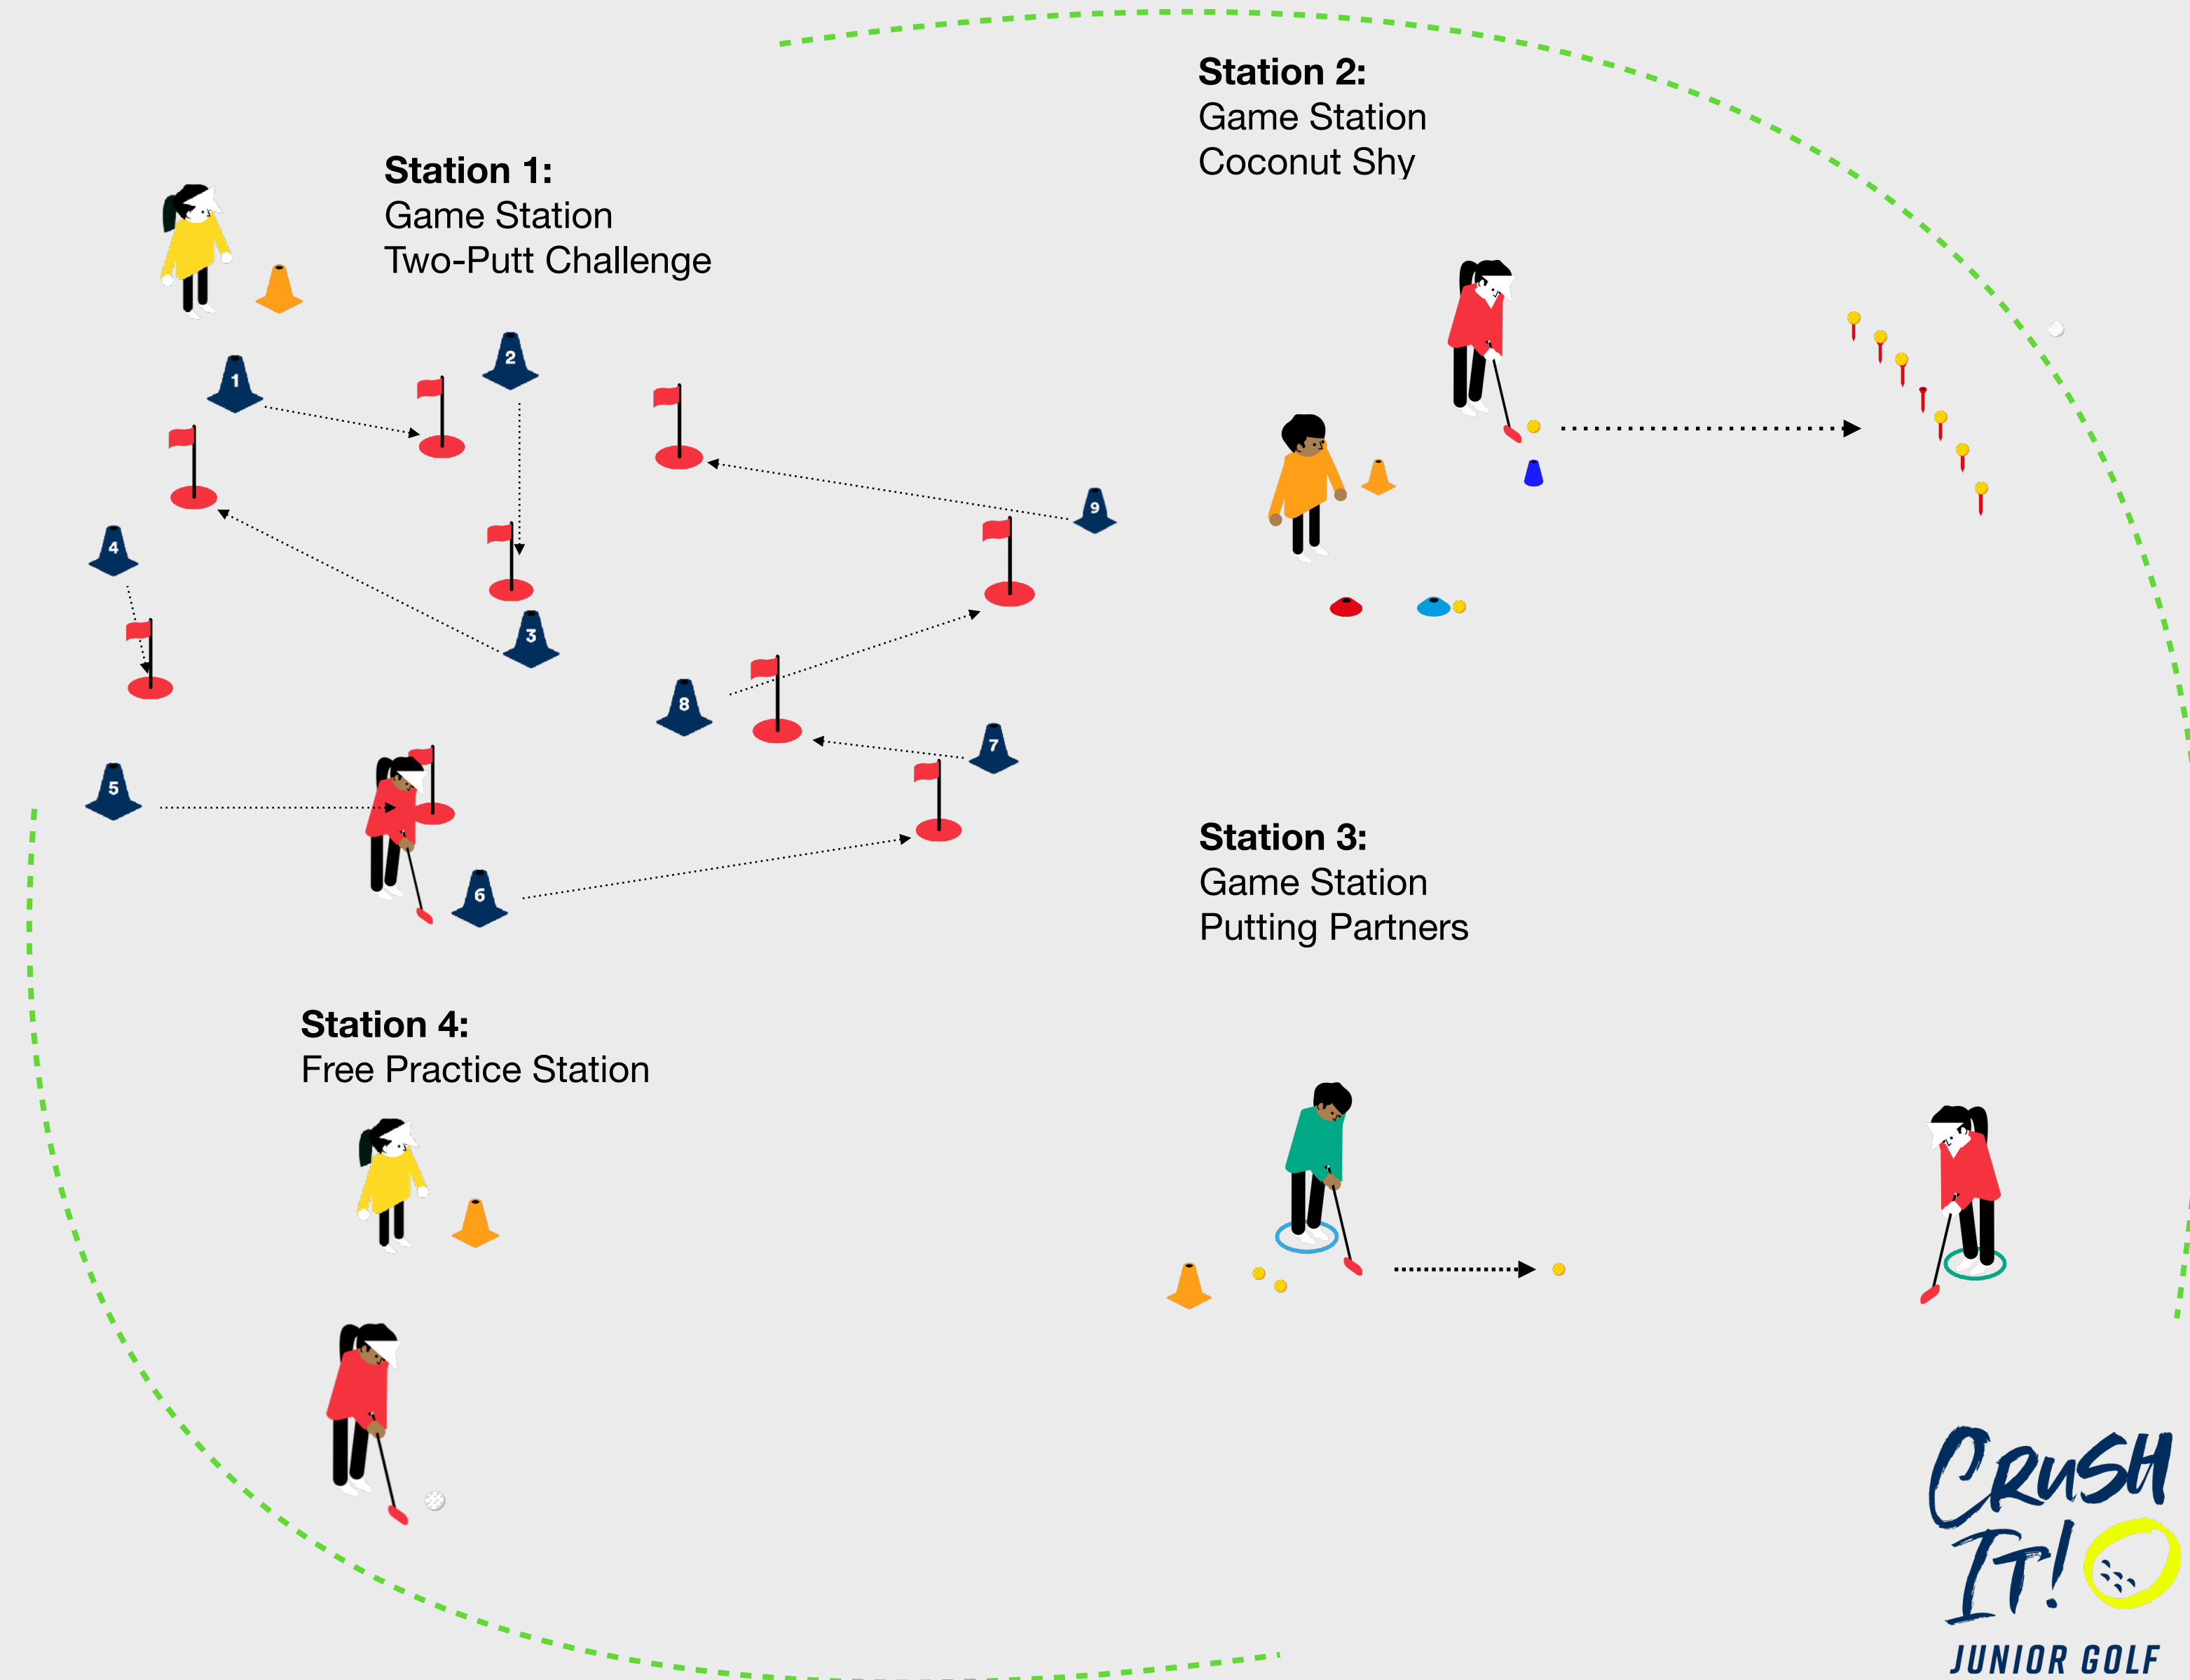 Station 1:
Game Station
Two-Putt Challenge
1
2
3
4
5
6
7
8
9
Station 2:
Game Station
Coconut Shy
Station 3:
Game Station
Putting Partners
Station 4:
Free Practice Station
CRUSH
IT!
JUNIOR GOLF